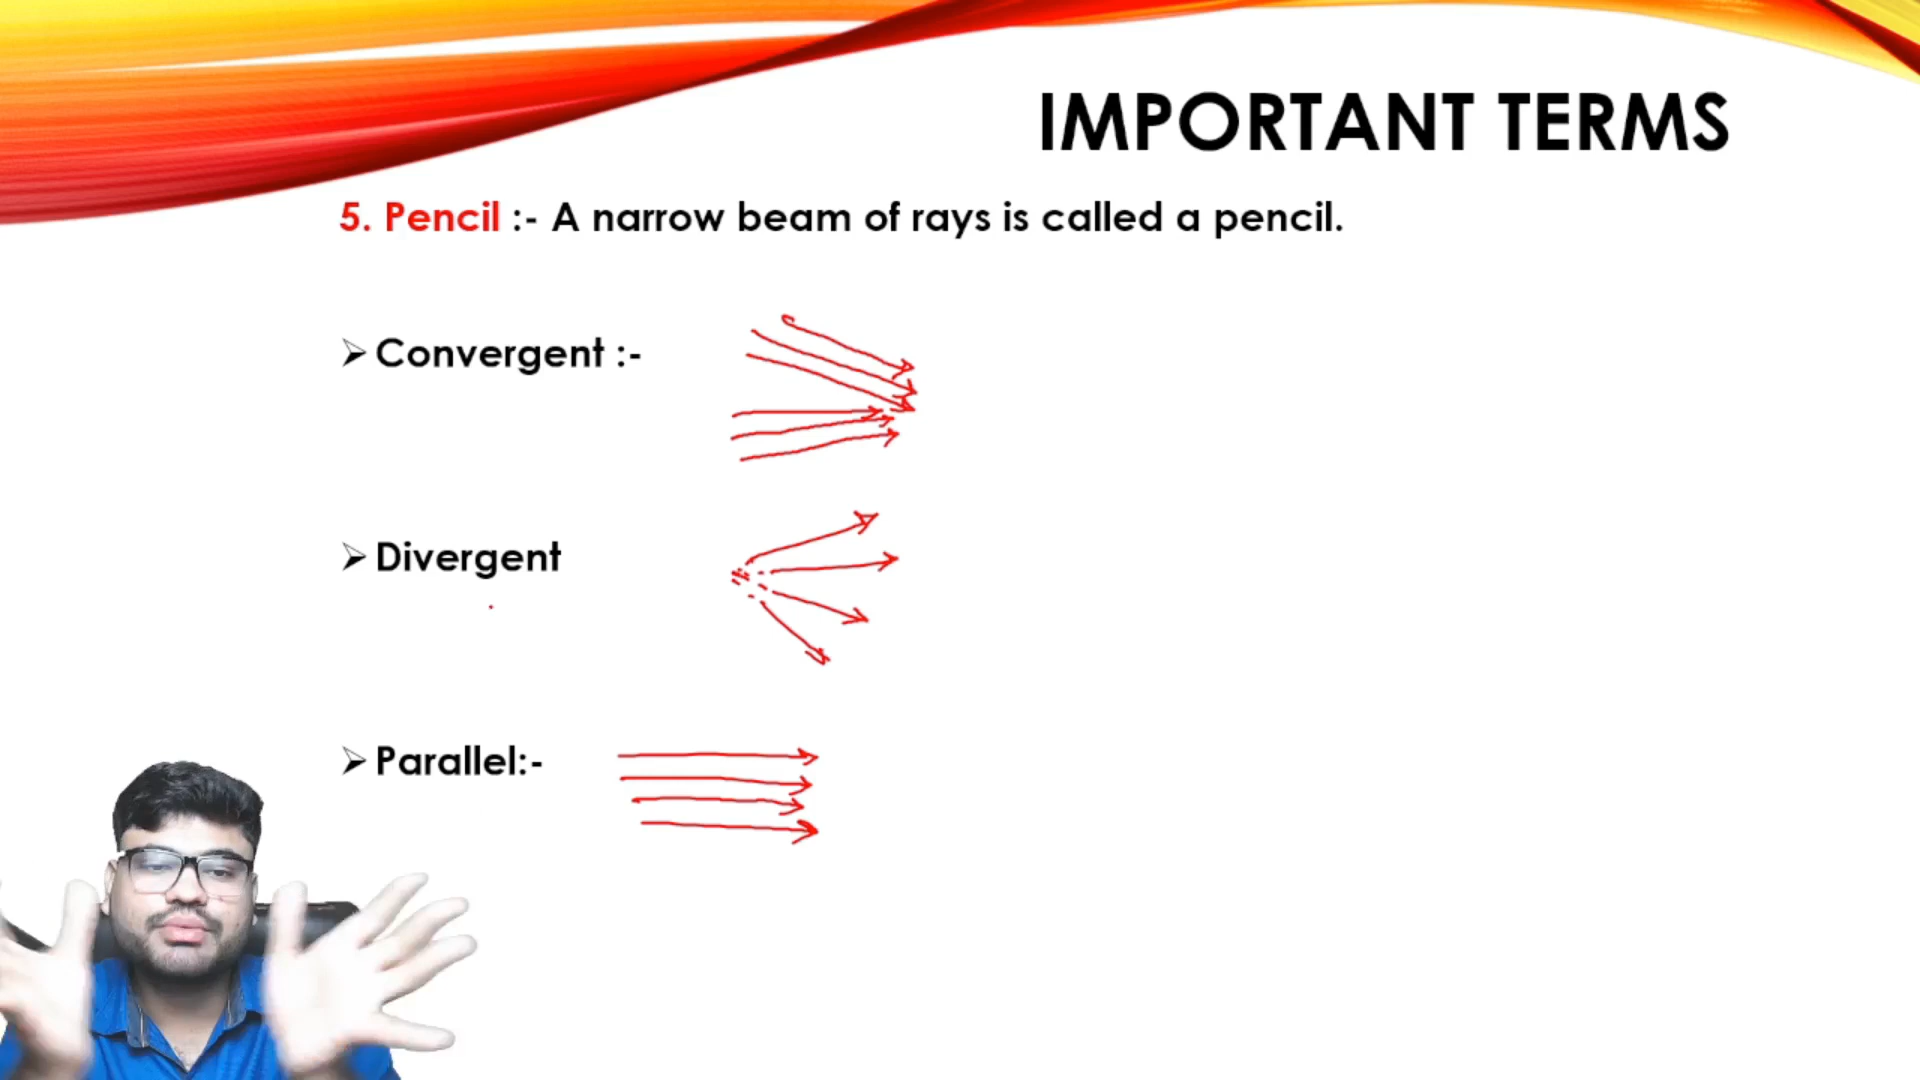 IMPORTANT TERMS
5. Pencil :- A narrow beam of rays is called a pencil.
Convergent :-
Divergent
Parallel:-